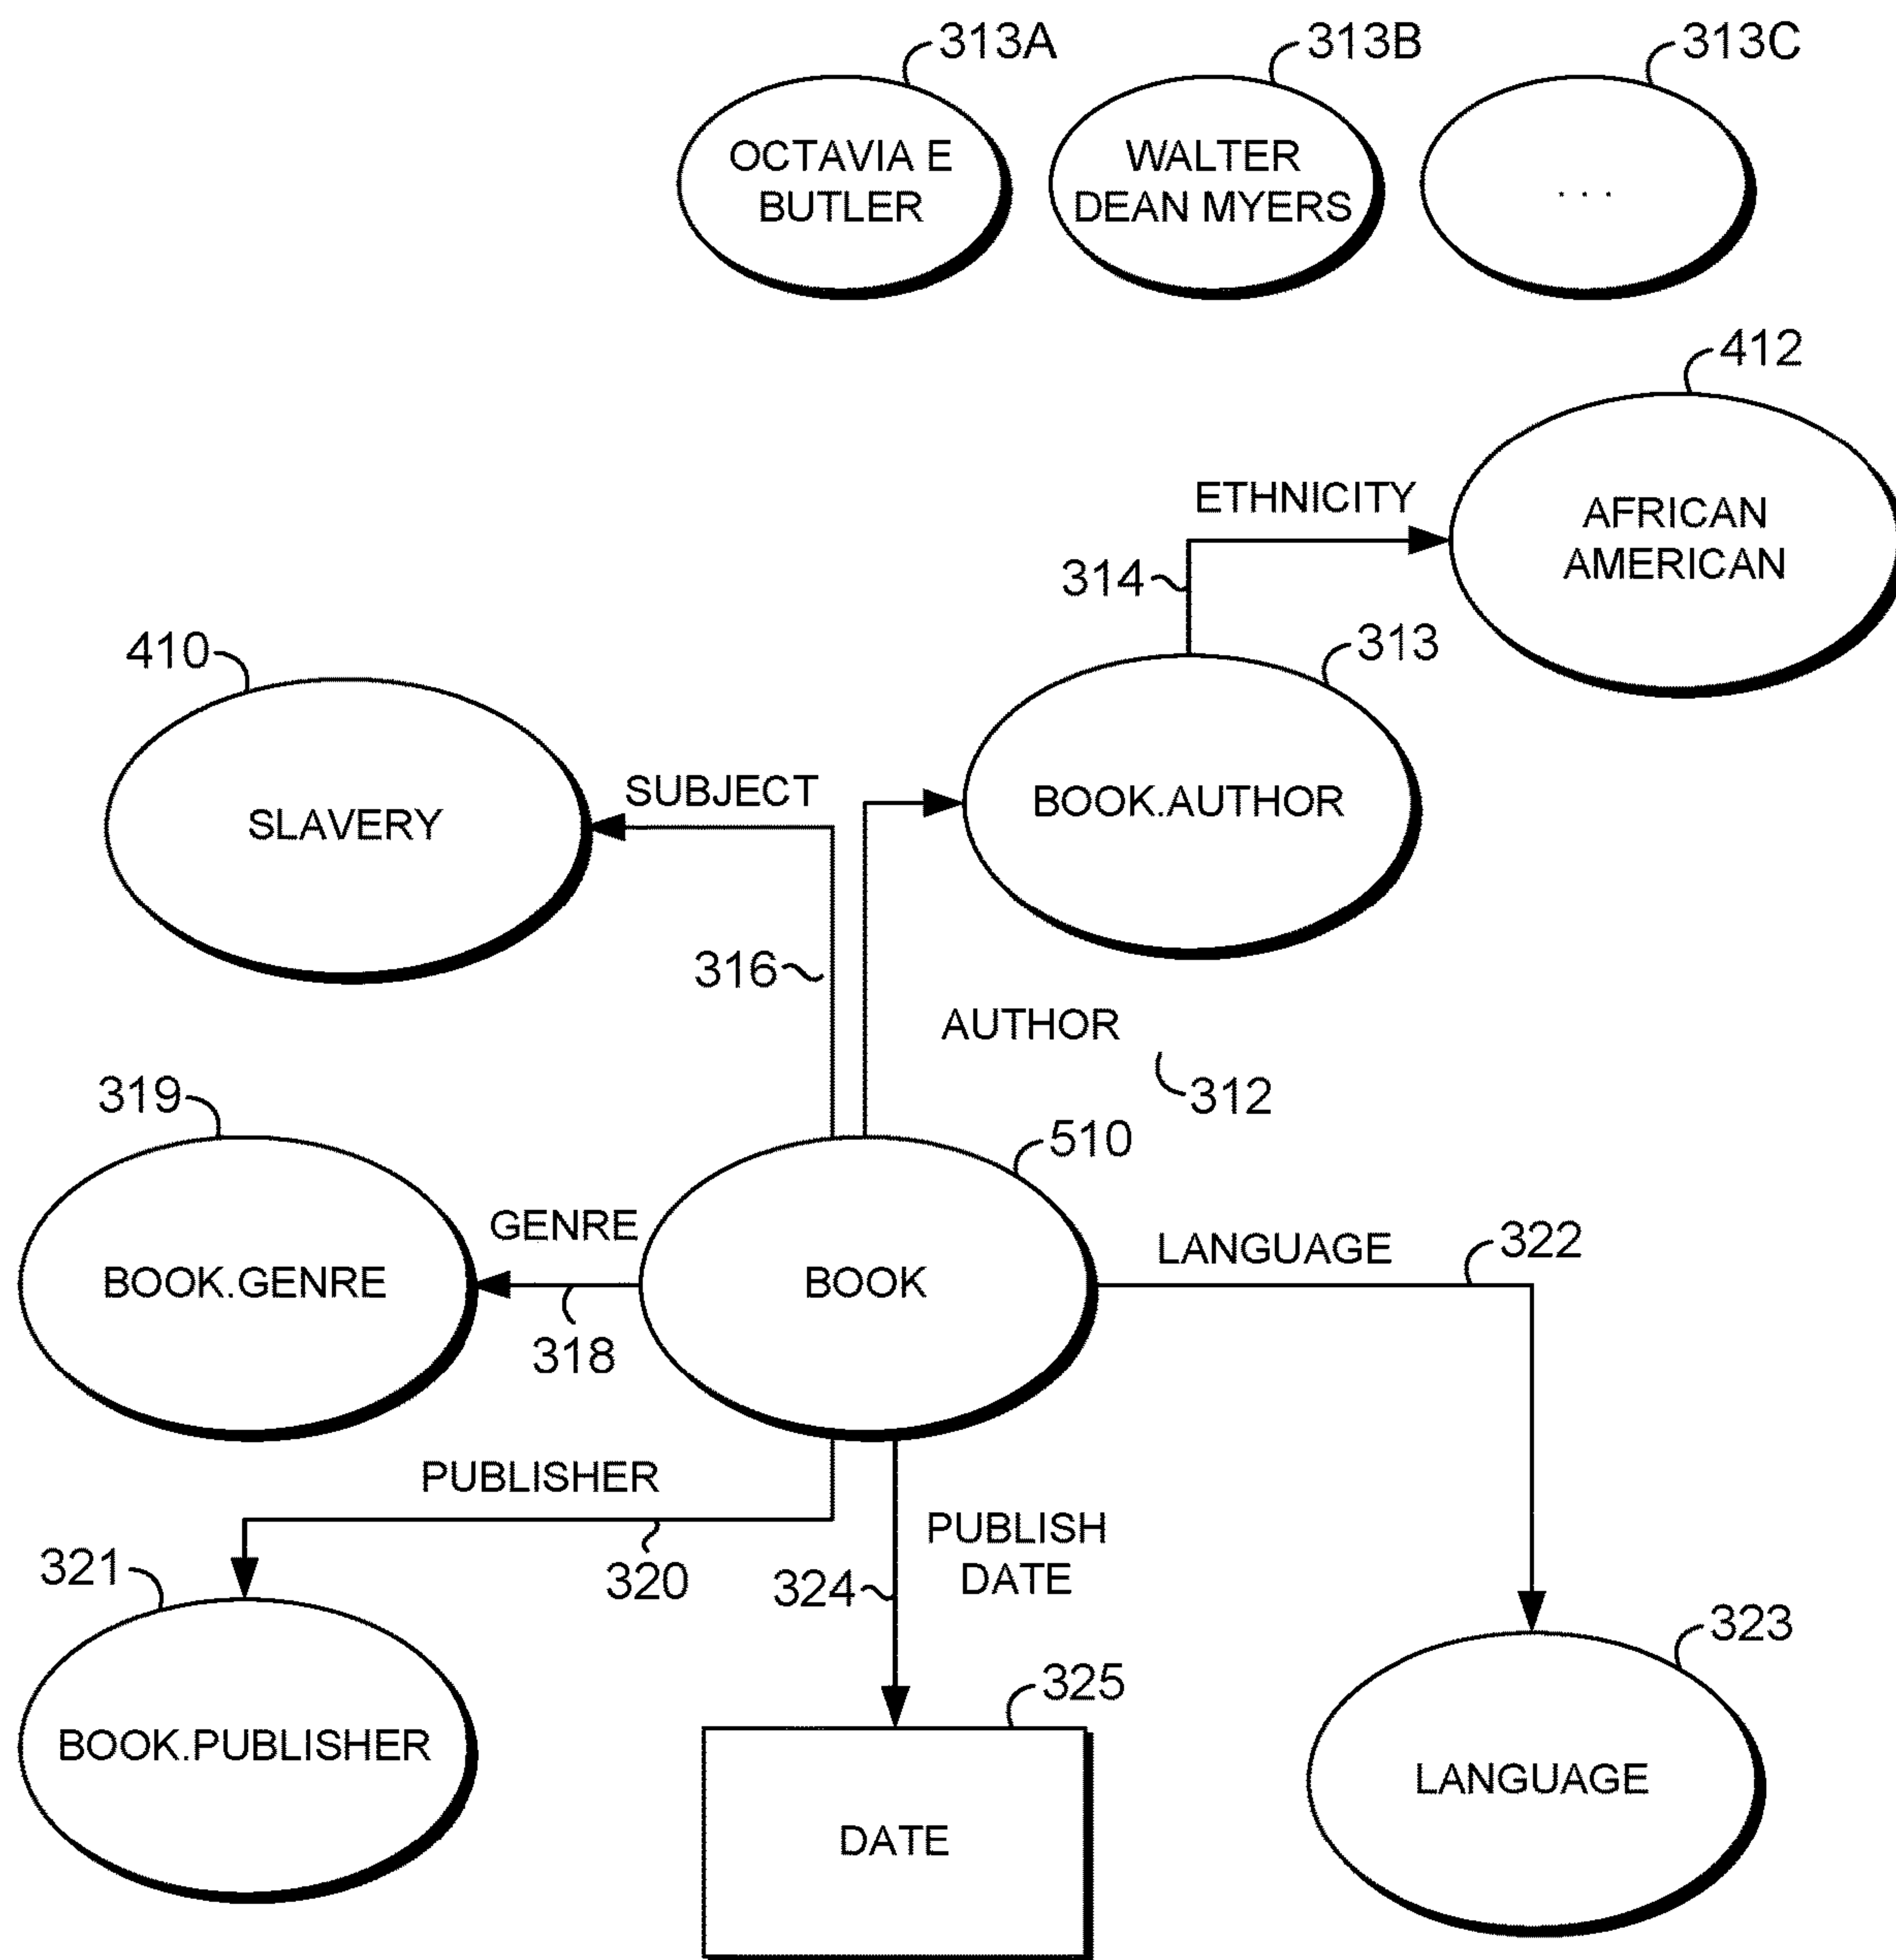 313A
313B
313C
OCTAVIA E
BUTLER
WALTER
DEAN MYERS
. . .
412
ETHNICITY
AFRICAN
AMERICAN
314
313
410
SUBJECT
SLAVERY
BOOK.AUTHOR
316
AUTHOR
312
319
510
GENRE
LANGUAGE
322
BOOK.GENRE
BOOK
318
PUBLISHER
PUBLISH
DATE
321
320
324
323
325
BOOK.PUBLISHER
LANGUAGE
DATE